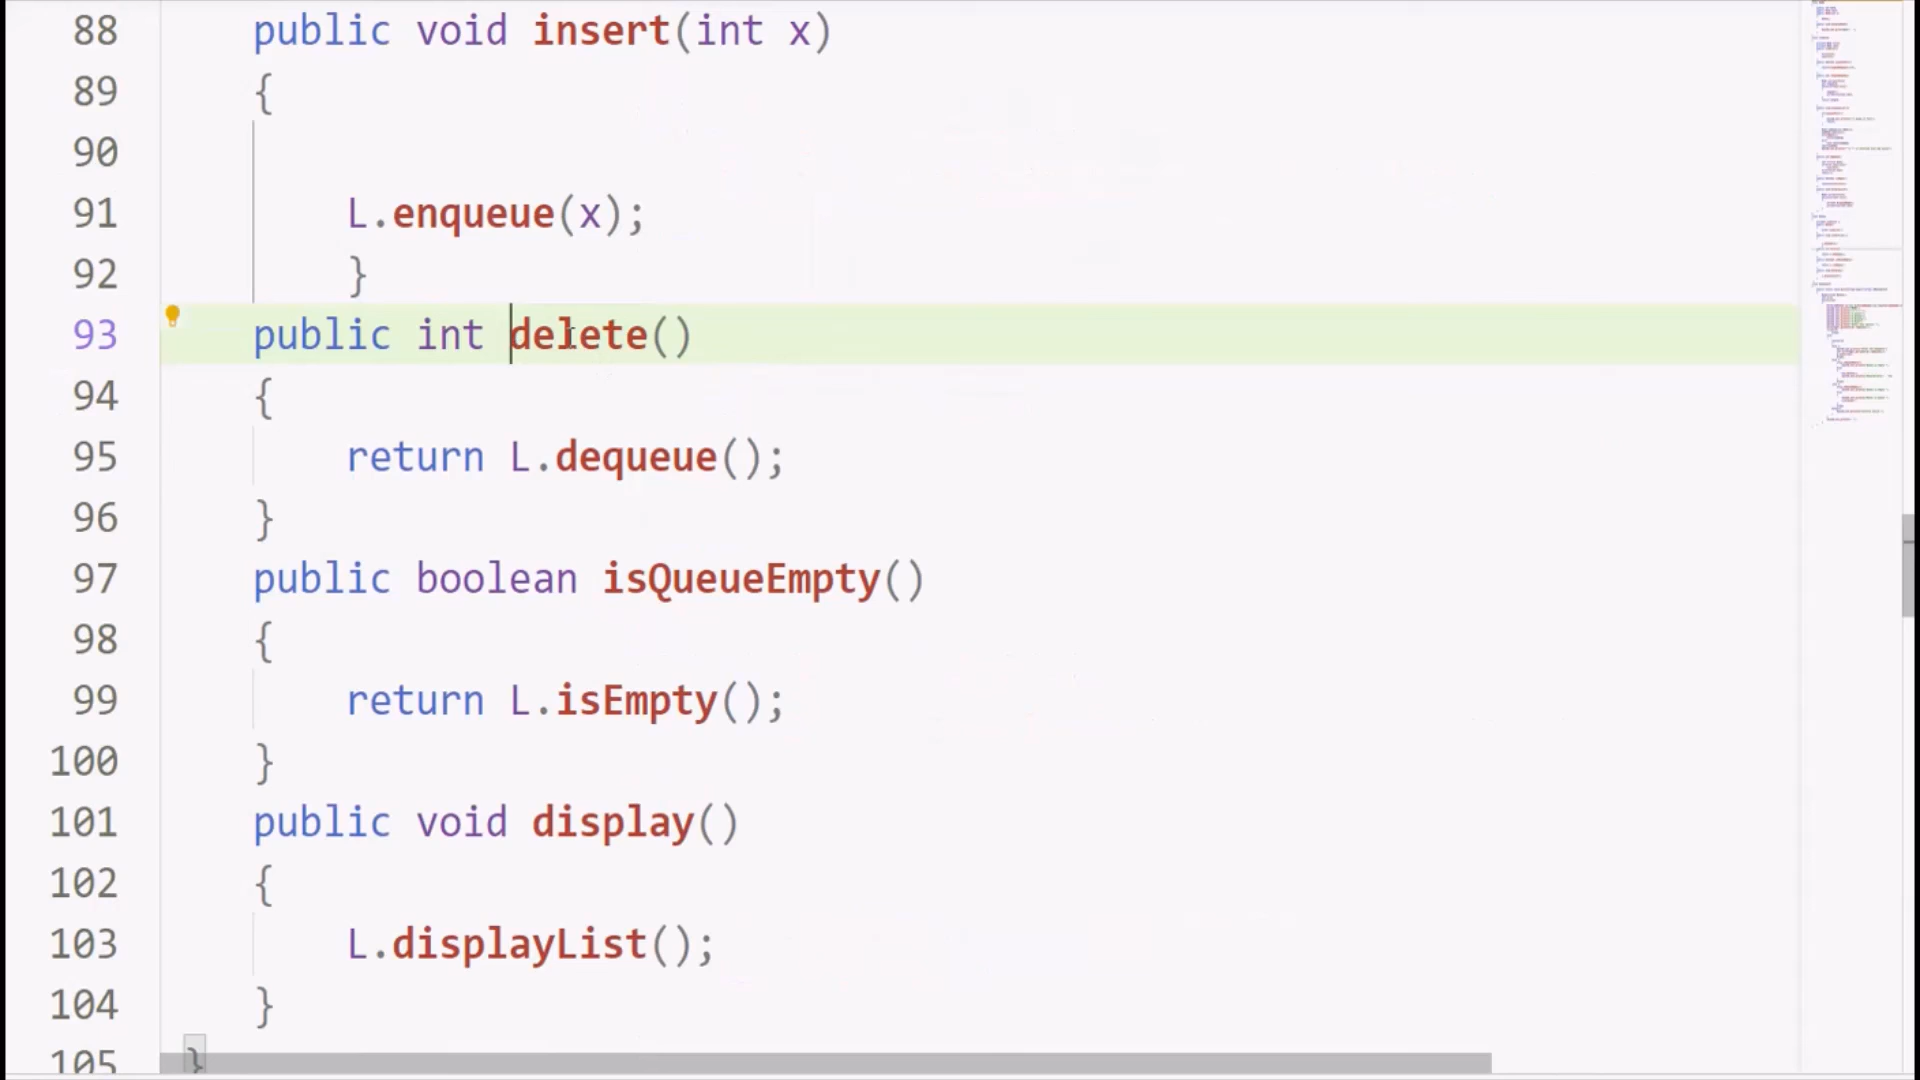 88 public void insert(int x)
89 {
90
91 L.enqueue(x);
92 }
93 public int delete()
94 {
95 return L.dequeue();
96 }
97 public boolean isQueueEmpty()
98 {
99 return L.isEmpty();
100 }
101 public void display()
102 {
103 L.displayList();
104 }
105 }